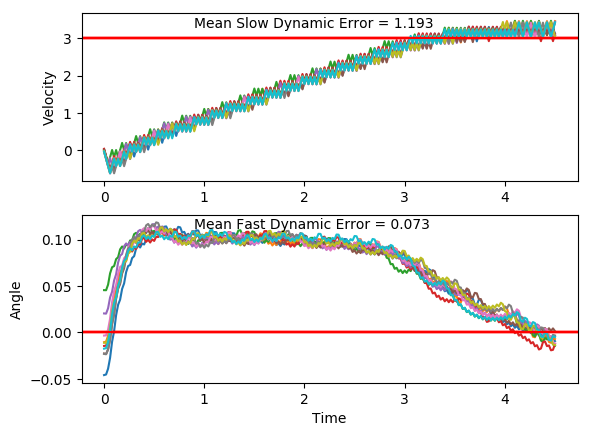 Mean Slow Dynamic Error = 1.193
Velocity
3
2
1
0
0 1 2 3 4
Mean Fast Dynamic Error = 0.073
Angle
0.10
0.05
0.00
−0.05
0 1 2 3 4
Time